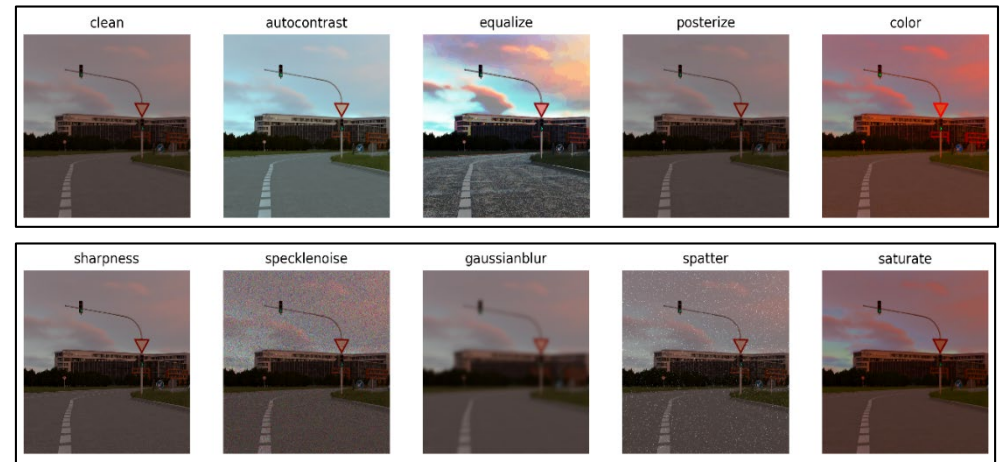 clean autocontrast equalize posterize color
sharpness specklenoise gaussianblur spatter saturate